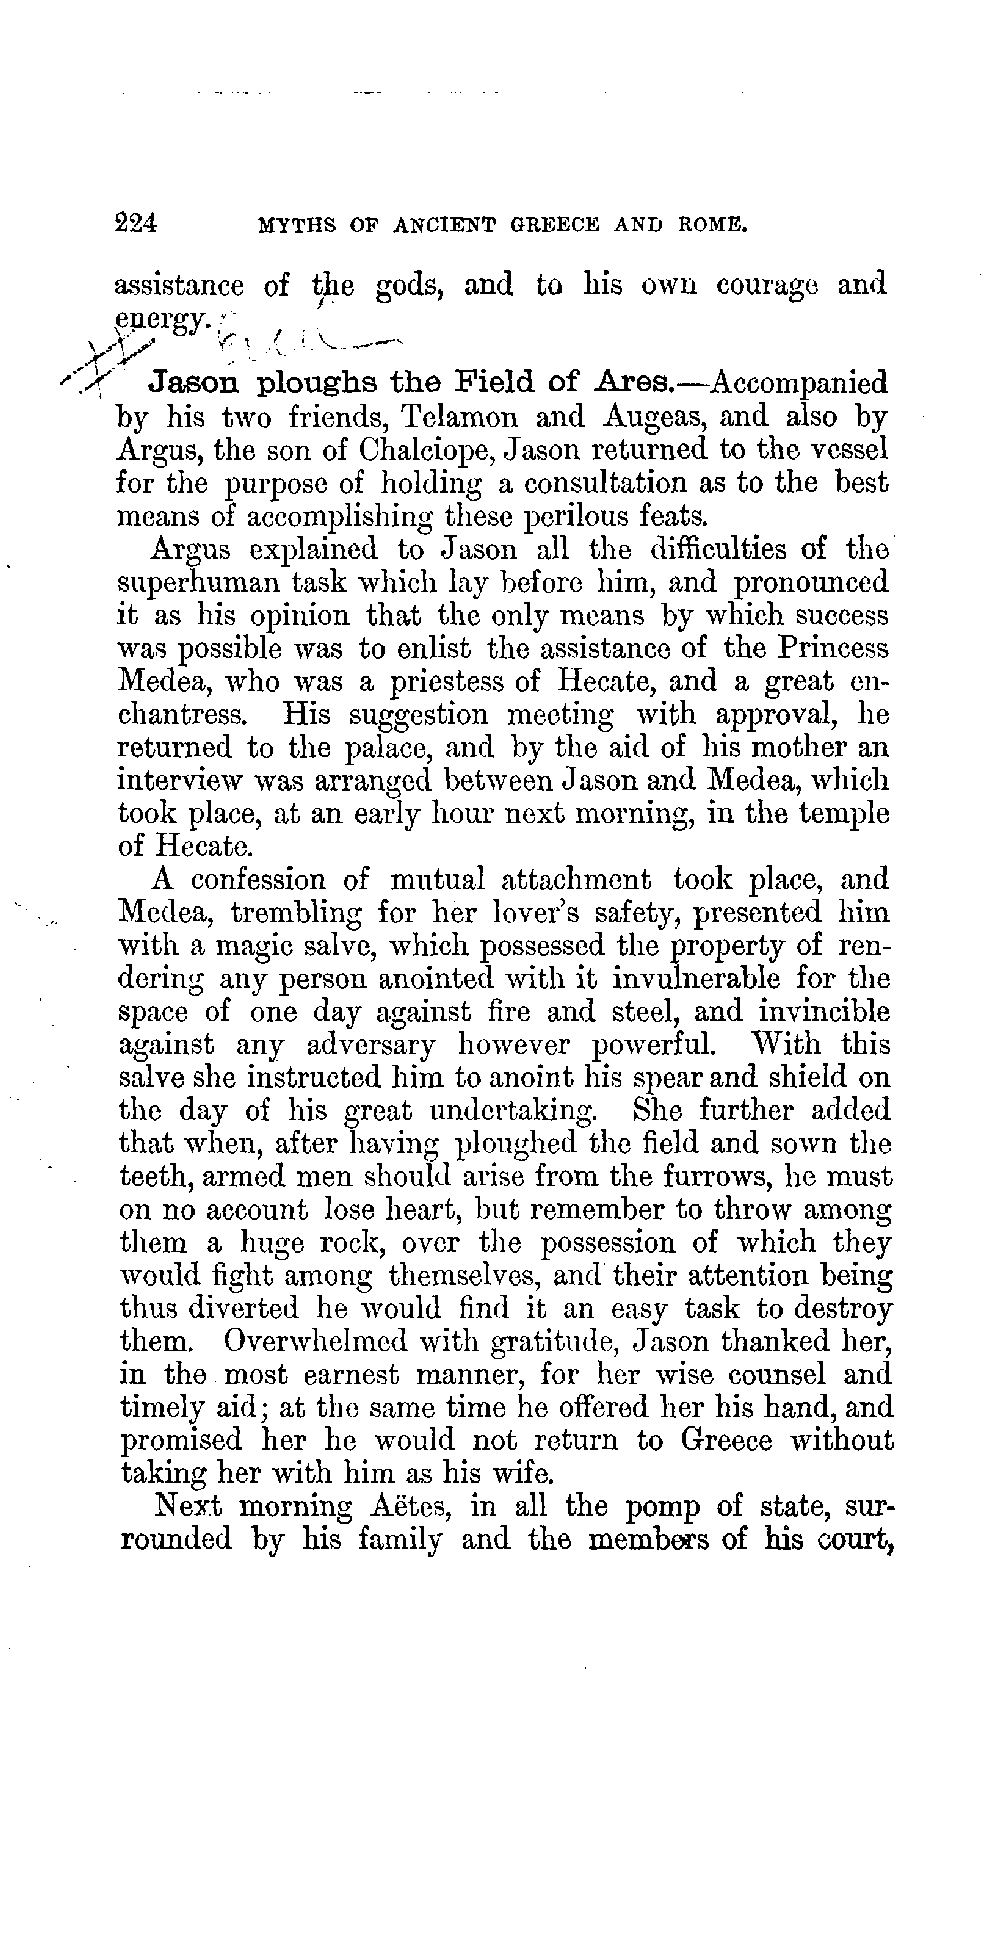 224 MYTHS OF ANCIENT GREECE AND ROME.
assistance of the gods, and to his own courage and
energy.
Jason ploughs the Field of Ares.—Accompanied
by his two friends, Telamon and Augeas, and also by
Argus, the son of Chalciope, Jason returned to the vessel
for the purpose of holding a consultation as to the best
means of accomplishing these perilous feats.
Argus explained to Jason all the difficulties of the
superhuman task which lay before him, and pronounced
it as his opinion that the only means by which success
was possible was to enlist the assistance of the Princess
Medea, who was a priestess of Hecate, and a great en-
chantress. His suggestion meeting with approval, he
returned to the palace, and by the aid of his mother an
interview was arranged between Jason and Medea, which
took place, at an early hour next morning, in the temple
of Hecate.
A confession of mutual attachment took place, and
Medea, trembling for her lover's safety, presented him
with a magic salve, which possessed the property of ren-
dering any person anointed with it invulnerable for the
space of one day against fire and steel, and invincible
against any adversary however powerful. With this
salve she instructed him to anoint his spear and shield on
the day of his great undertaking. She further added
that when, after having ploughed the field and sown the
teeth, armed men should arise from the furrows, he must
on no account lose heart, but remember to throw among
them a huge rock, over the possession of which they
would fight among themselves, and their attention being
thus diverted he would find it an easy task to destroy
them. Overwhelmed with gratitude, Jason thanked her,
in the most earnest manner, for her wise counsel and
timely aid; at the same time he offered her his hand, and
promised her he would not return to Greece without
taking her with him as his wife.
Next morning Aëtes, in all the pomp of state, sur-
rounded by his family and the members of his court,